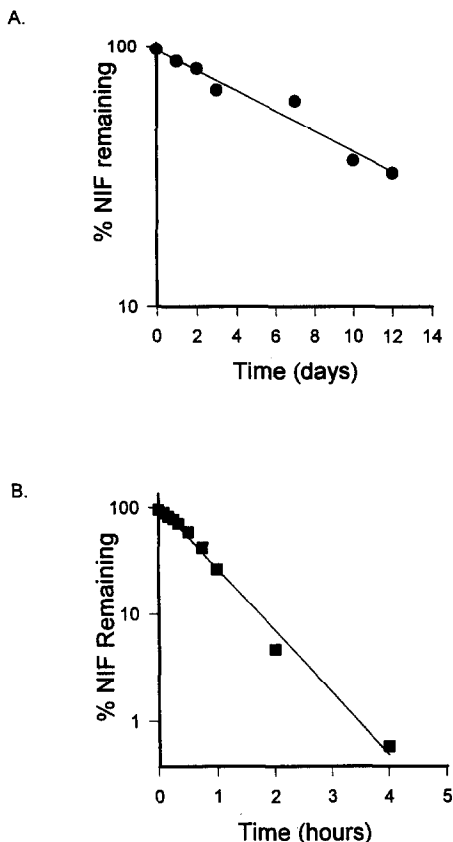 A.
100
% NIF remaining
10
0 2 4 6 8 10 12 14
Time (days)
B.
100
10
% NIF Remaining
1
0 1 2 3 4 5
Time (hours)